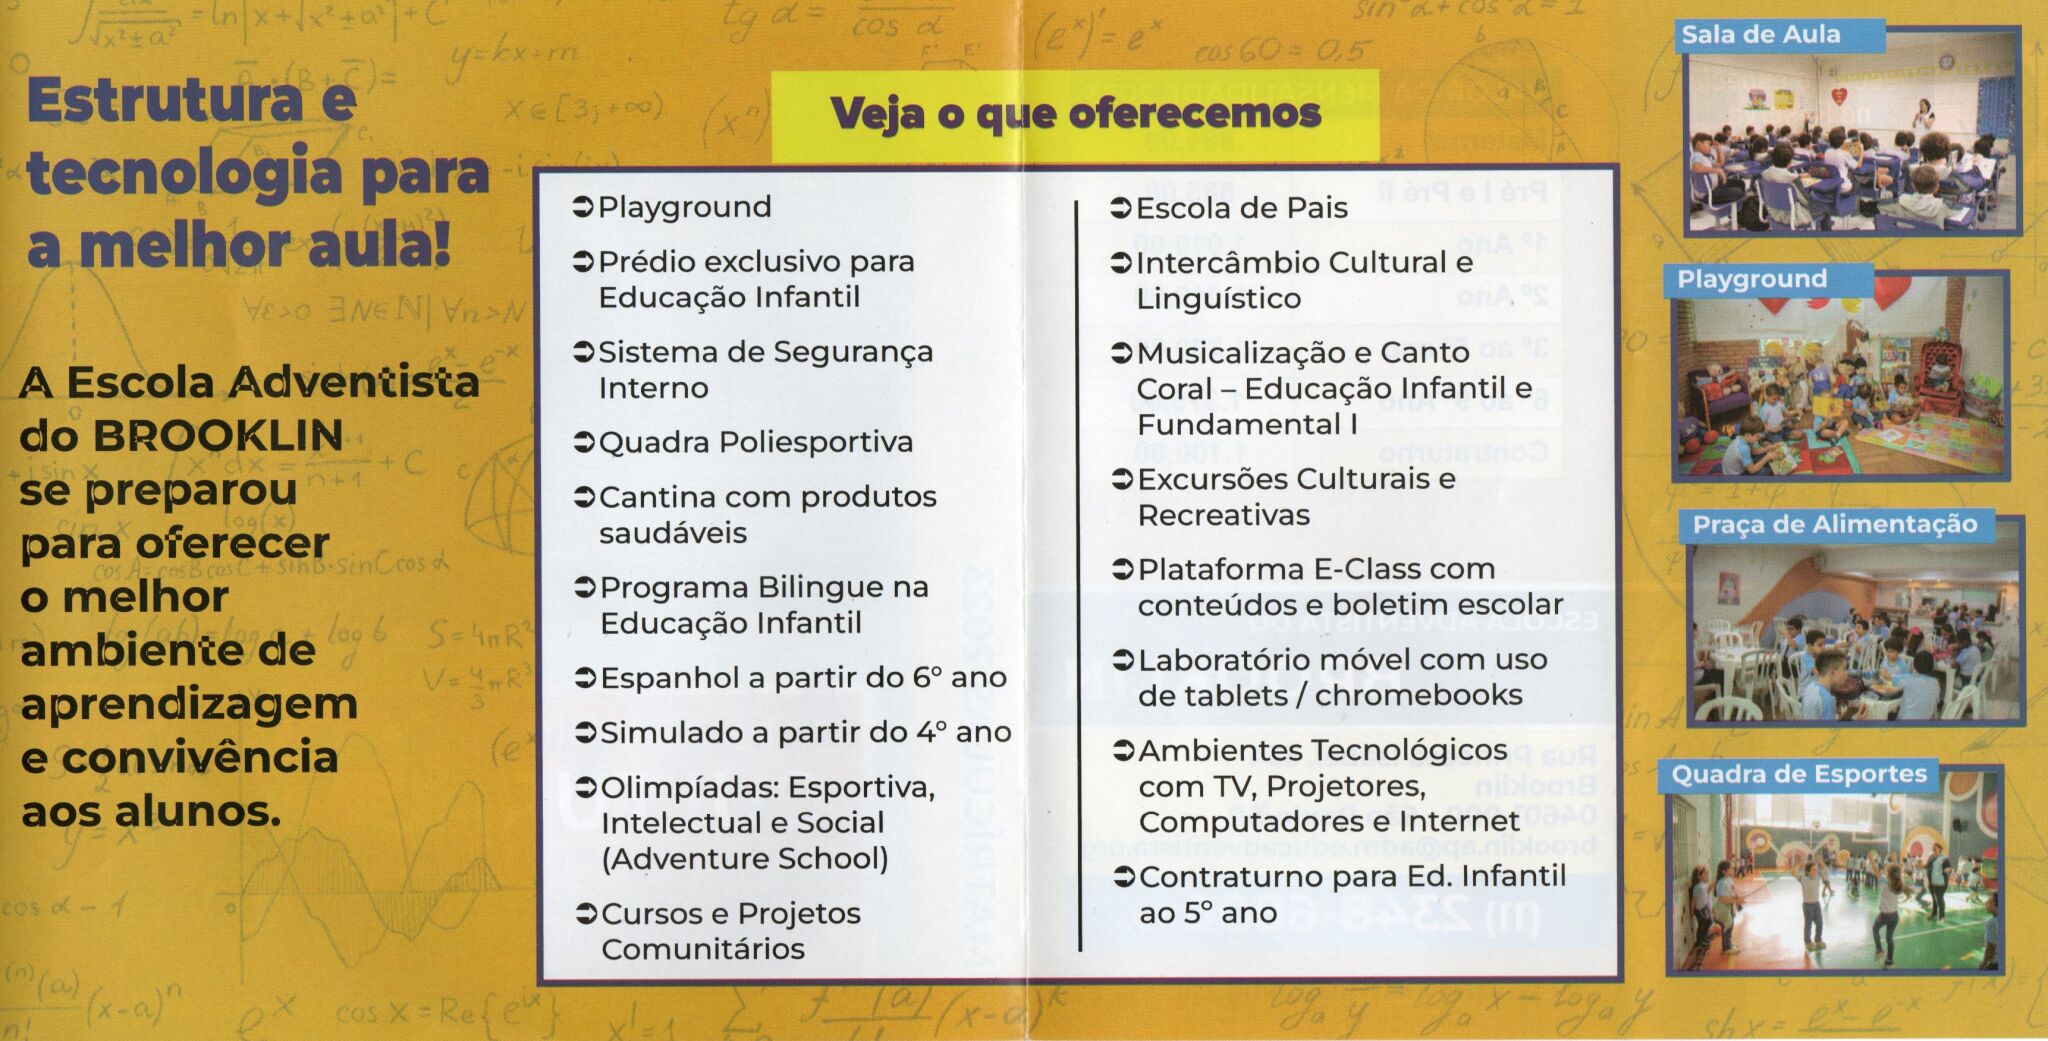 Estrutura e
tecnologia para
a melhor aula!
A Escola Adventista
do BROOKLIN
se preparou
para oferecer
o melhor
ambiente de
aprendizagem
e convivência
aos alunos.
Veja o que oferecemos
Playground
Prédio exclusivo para
Educação Infantil
Sistema de Segurança
Interno
Quadra Poliesportiva
Cantina com produtos
saudáveis
Programa Bilingue na
Educação Infantil
Espanhol a partir do 6º ano
Simulado a partir do 4º ano
Olimpíadas: Esportiva,
Intelectual e Social
(Adventure School)
Cursos e Projetos
Comunitários
Escola de Pais
Intercâmbio Cultural e
Linguístico
Musicalização e Canto
Coral – Educação Infantil e
Fundamental I
Excursões Culturais e
Recreativas
Plataforma E-Class com
conteúdos e boletim escolar
Laboratório móvel com uso
de tablets / chromebooks
Ambientes Tecnológicos
com TV, Projetores,
Computadores e Internet
Contraturno para Ed. Infantil
ao 5º ano
Sala de Aula
Playground
Praça de Alimentação
Quadra de Esportes